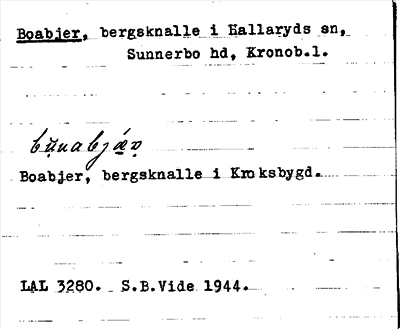 Boabjer, bergsknalle i Hallaryds sn,
Sunnerbo hd, Kronob.l.
Boabjer, bergsknalle i Kroksbygd.
LAL 3280. S.B.Vide 1944.